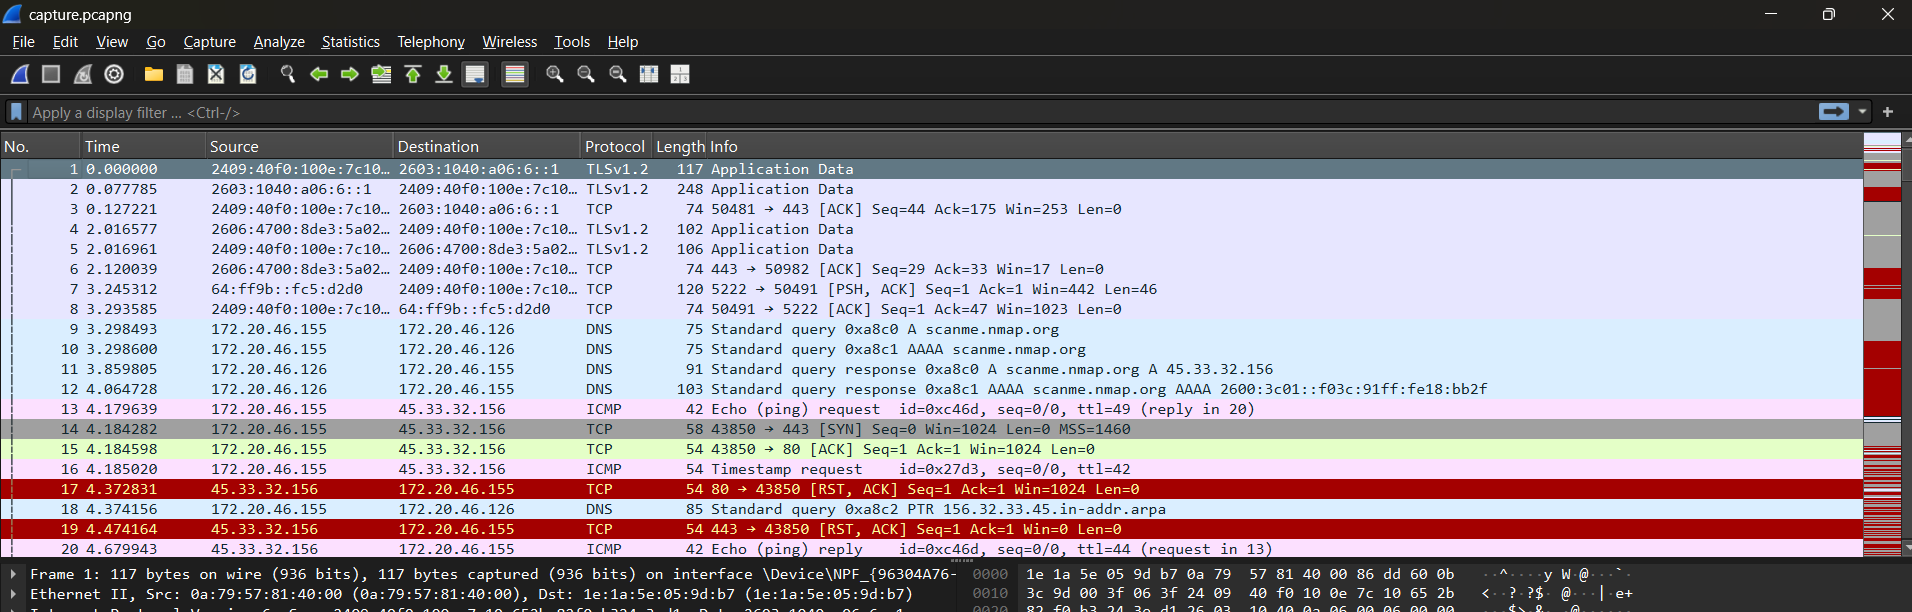 capture.pcapng
File Edit View Go Capture Analyze Statistics Telephony Wireless Tools Help
Apply a display filter ... <Ctrl-/>
No. Time Source Destination Protocol Length Info
1 0.000000 2409:40f0:100e:7c10… 2603:1040:a06:6::1 TLSv1.2 117 Application Data
2 0.077785 2603:1040:a06:6::1 2409:40f0:100e:7c10… TLSv1.2 248 Application Data
3 0.127221 2409:40f0:100e:7c10… 2603:1040:a06:6::1 TCP 74 50481 → 443 [ACK] Seq=44 Ack=175 Win=253 Len=0
4 2.016577 2606:4700:8de3:5a02… 2409:40f0:100e:7c10… TLSv1.2 102 Application Data
5 2.016961 2409:40f0:100e:7c10… 2606:4700:8de3:5a02… TLSv1.2 106 Application Data
6 2.120039 2606:4700:8de3:5a02… 2409:40f0:100e:7c10… TCP 74 443 → 50982 [ACK] Seq=29 Ack=33 Win=17 Len=0
7 3.245312 64:ff9b::fc5:d2d0 2409:40f0:100e:7c10… TCP 120 5222 → 50491 [PSH, ACK] Seq=1 Ack=1 Win=442 Len=46
8 3.293585 2409:40f0:100e:7c10… 64:ff9b::fc5:d2d0 TCP 74 50491 → 5222 [ACK] Seq=1 Ack=47 Win=1023 Len=0
9 3.298493 172.20.46.155 172.20.46.126 DNS 75 Standard query 0xa8c0 A scanme.nmap.org
10 3.298600 172.20.46.155 172.20.46.126 DNS 75 Standard query 0xa8c1 AAAA scanme.nmap.org
11 3.859805 172.20.46.126 172.20.46.155 DNS 91 Standard query response 0xa8c0 A scanme.nmap.org A 45.33.32.156
12 4.064728 172.20.46.126 172.20.46.155 DNS 103 Standard query response 0xa8c1 AAAA scanme.nmap.org AAAA 2600:3c01::f03c:91ff:fe18:bb2f
13 4.179639 172.20.46.155 45.33.32.156 ICMP 42 Echo (ping) request id=0xc46d, seq=0/0, ttl=49 (reply in 20)
14 4.184282 172.20.46.155 45.33.32.156 TCP 58 43850 → 443 [SYN] Seq=0 Win=1024 Len=0 MSS=1460
15 4.184598 172.20.46.155 45.33.32.156 TCP 54 43850 → 80 [ACK] Seq=1 Ack=1 Win=1024 Len=0
16 4.185020 172.20.46.155 45.33.32.156 ICMP 54 Timestamp request id=0x27d3, seq=0/0, ttl=42
17 4.372831 45.33.32.156 172.20.46.155 TCP 54 80 → 43850 [RST, ACK] Seq=1 Ack=1 Win=1024 Len=0
18 4.374156 172.20.46.155 172.20.46.126 DNS 85 Standard query 0xa8c2 PTR 156.32.33.45.in-addr.arpa
19 4.474164 45.33.32.156 172.20.46.155 TCP 54 443 → 43850 [RST, ACK] Seq=1 Ack=1 Win=0 Len=0
20 4.679943 45.33.32.156 172.20.46.155 ICMP 42 Echo (ping) reply id=0xc46d, seq=0/0, ttl=44 (request in 13)
Frame 1: 117 bytes on wire (936 bits), 117 bytes captured (936 bits) on interface \Device\NPF_{96304A76- 0000 1e 1a 5e 05 9d b7 0a 79 57 81 40 00 86 dd 60 0b ··^····y W·@···`·
Ethernet II, Src: 0a:79:57:81:40:00 (0a:79:57:81:40:00), Dst: 1e:1a:5e:05:9d:b7 (1e:1a:5e:05:9d:b7) 0010 3c 9d 00 3f 06 3f 24 09 40 f0 10 0e 7c 10 65 2b <··?·?$· @···|·e+